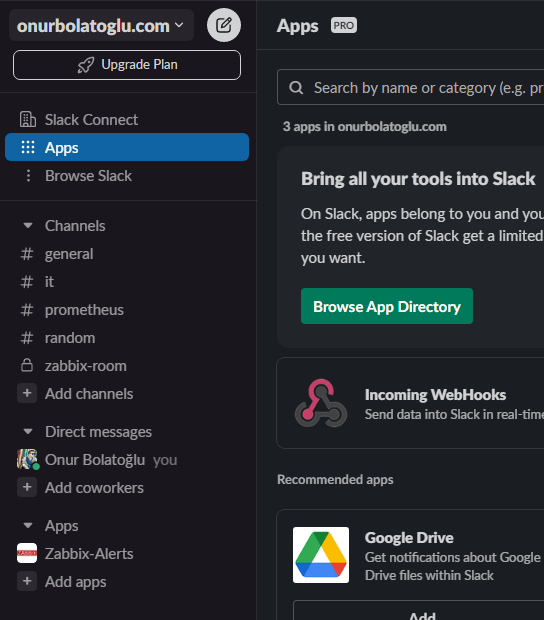 onurbolatoglu.com
Upgrade Plan
Slack Connect
Apps
Browse Slack
Channels
# general
# it
# prometheus
# random
zabbix-room
+ Add channels
Direct messages
Onur Bolatoğlu you
+ Add coworkers
Apps
ZABBIX Zabbix-Alerts
+ Add apps
Apps PRO
Search by name or category (e.g. pr
3 apps in onurbolatoglu.com
Bring all your tools into Slack
On Slack, apps belong to you and you
the free version of Slack get a limited
you want.
Browse App Directory
Incoming WebHooks
Send data into Slack in real-time
Recommended apps
Google Drive
Get notifications about Google
Drive files within Slack
Add